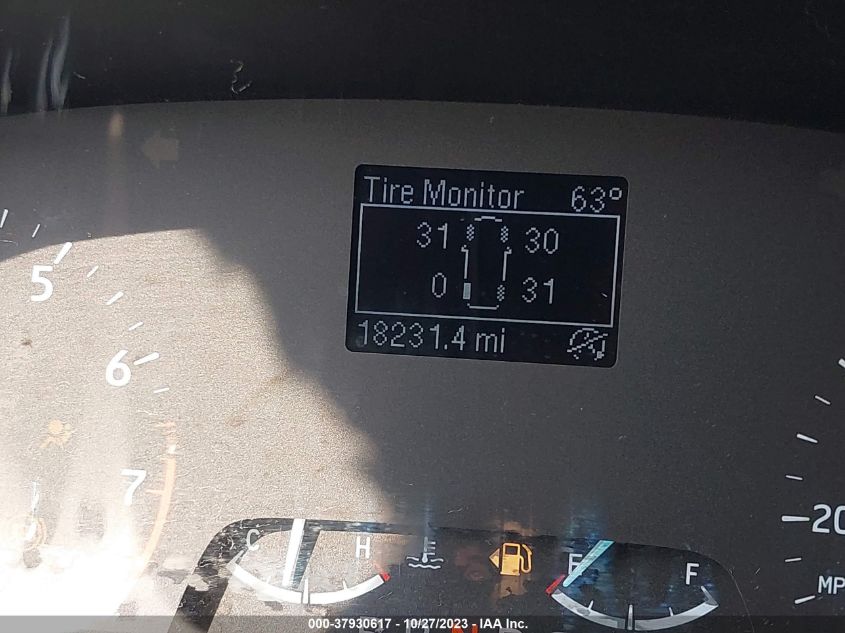 Tire Monitor 63°
31 30
0 31
18231.4 mi
5
6
7
C H
E F
20
MP
000-37930617 - 10/27/2023 - IAA Inc.